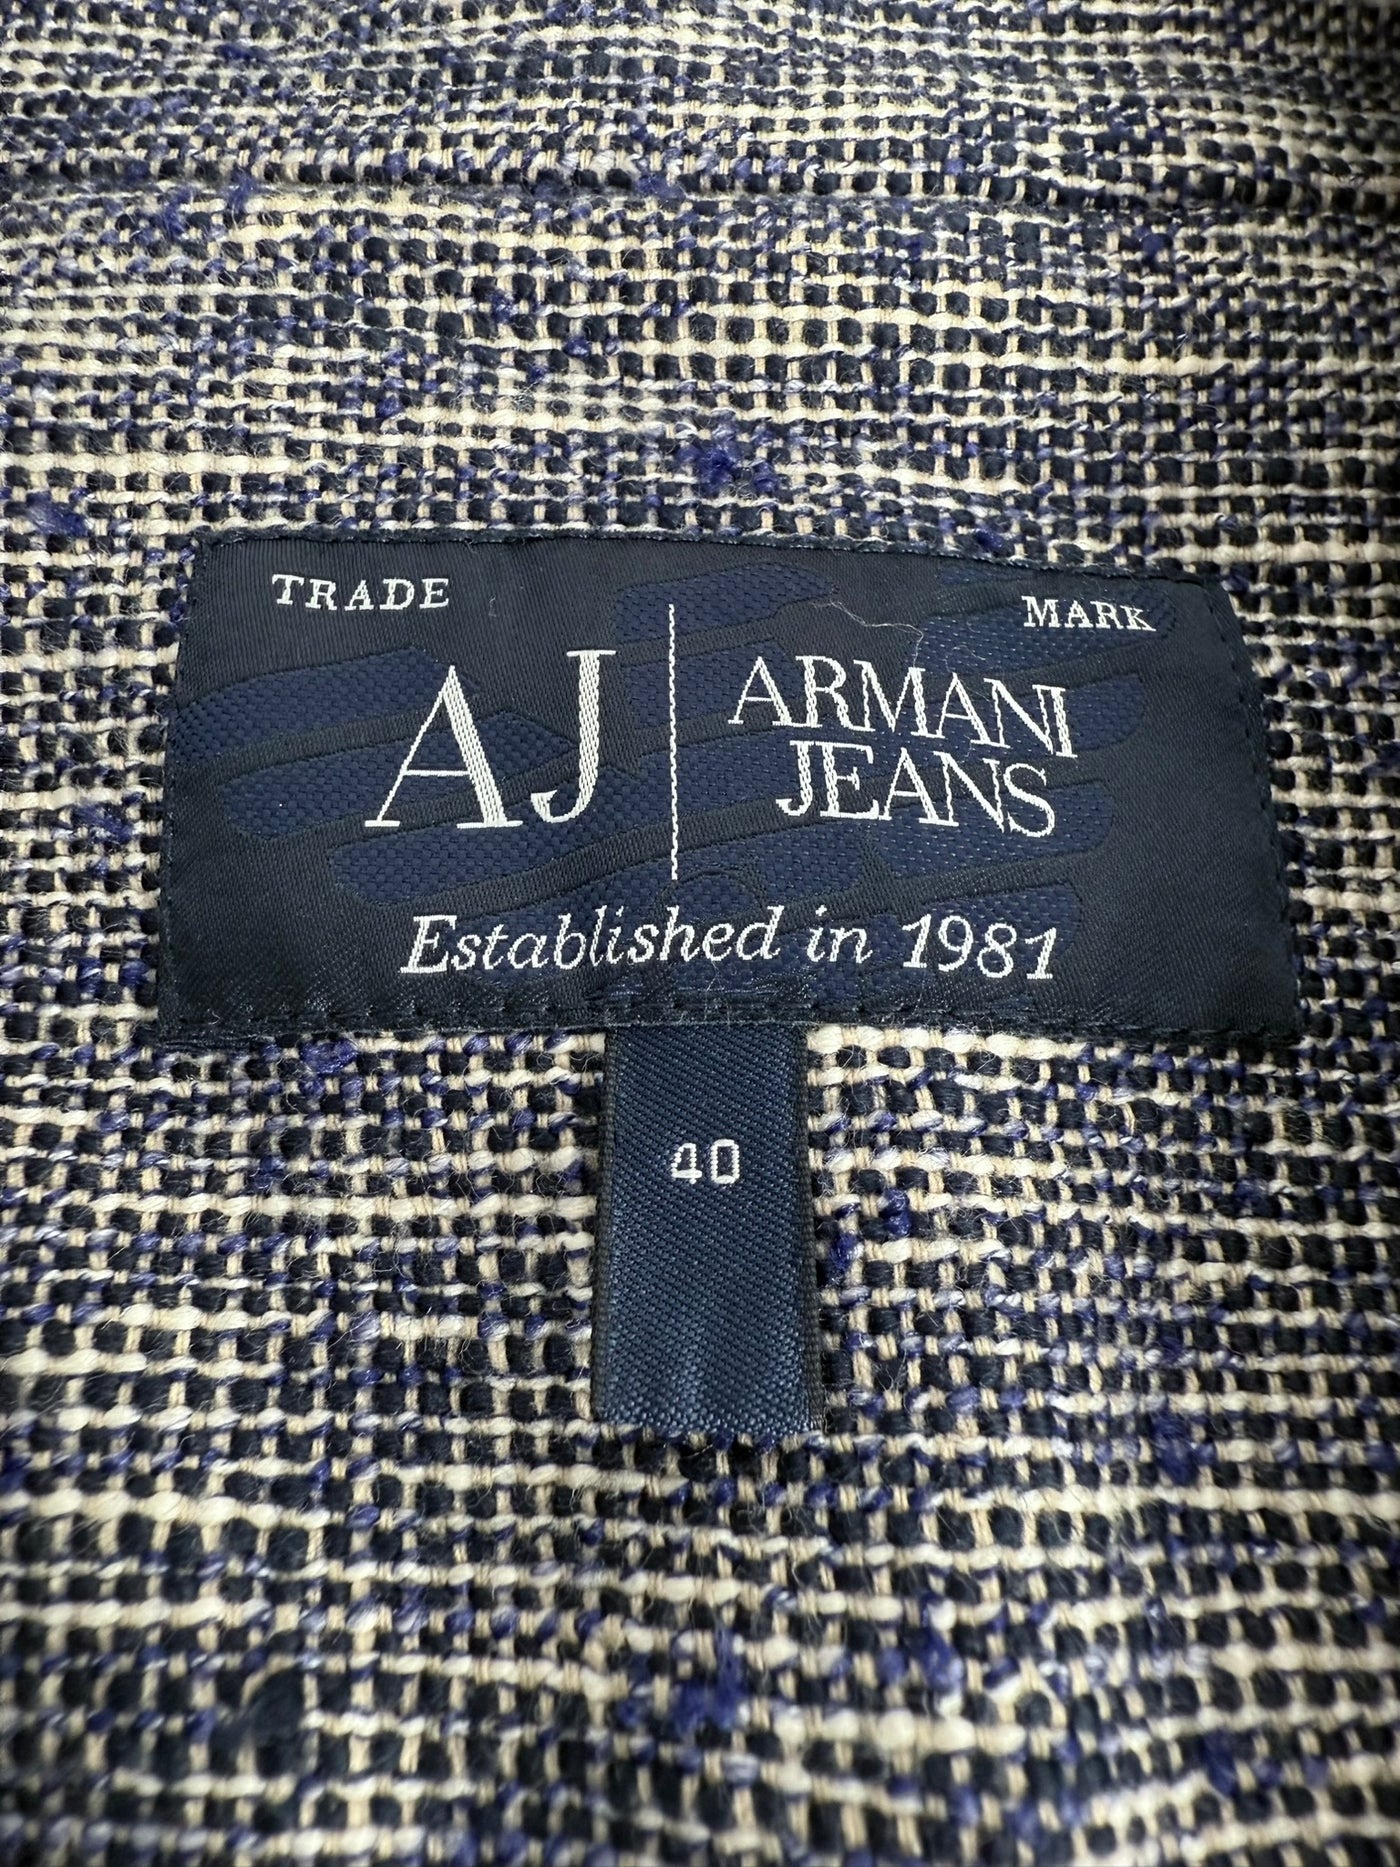 TRADE MARK
AJ ARMANI
JEANS
Established in 1981
40